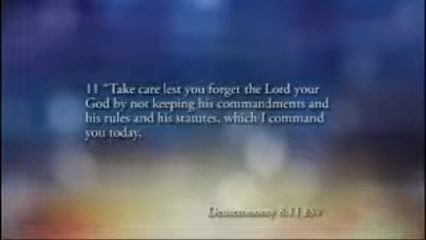 11 "Take care lest you forget the Lord your
God by not keeping his commandments and
his rules and his statutes, which I command
you today,
Deuteronomy 8:11 ESV